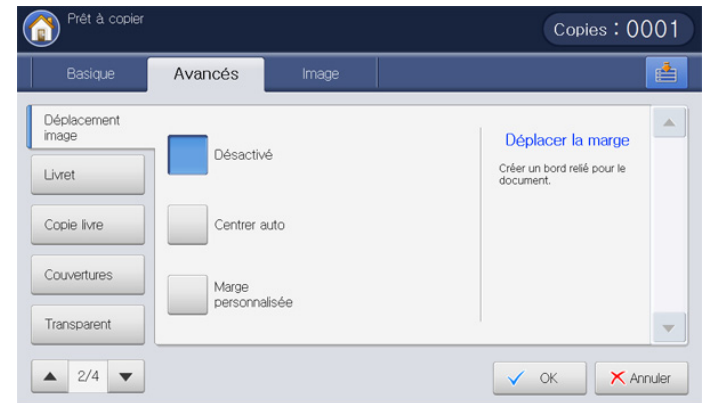 Prêt à copier
Copies : 0001
Basique
Avancés
Image
Déplacement
image
Livret
Copie livre
Couvertures
Transparent
2/4
Désactivé
Centrer auto
Marge
personnalisée
Déplacer la marge
Créer un bord relié pour le
document.
OK
Annuler